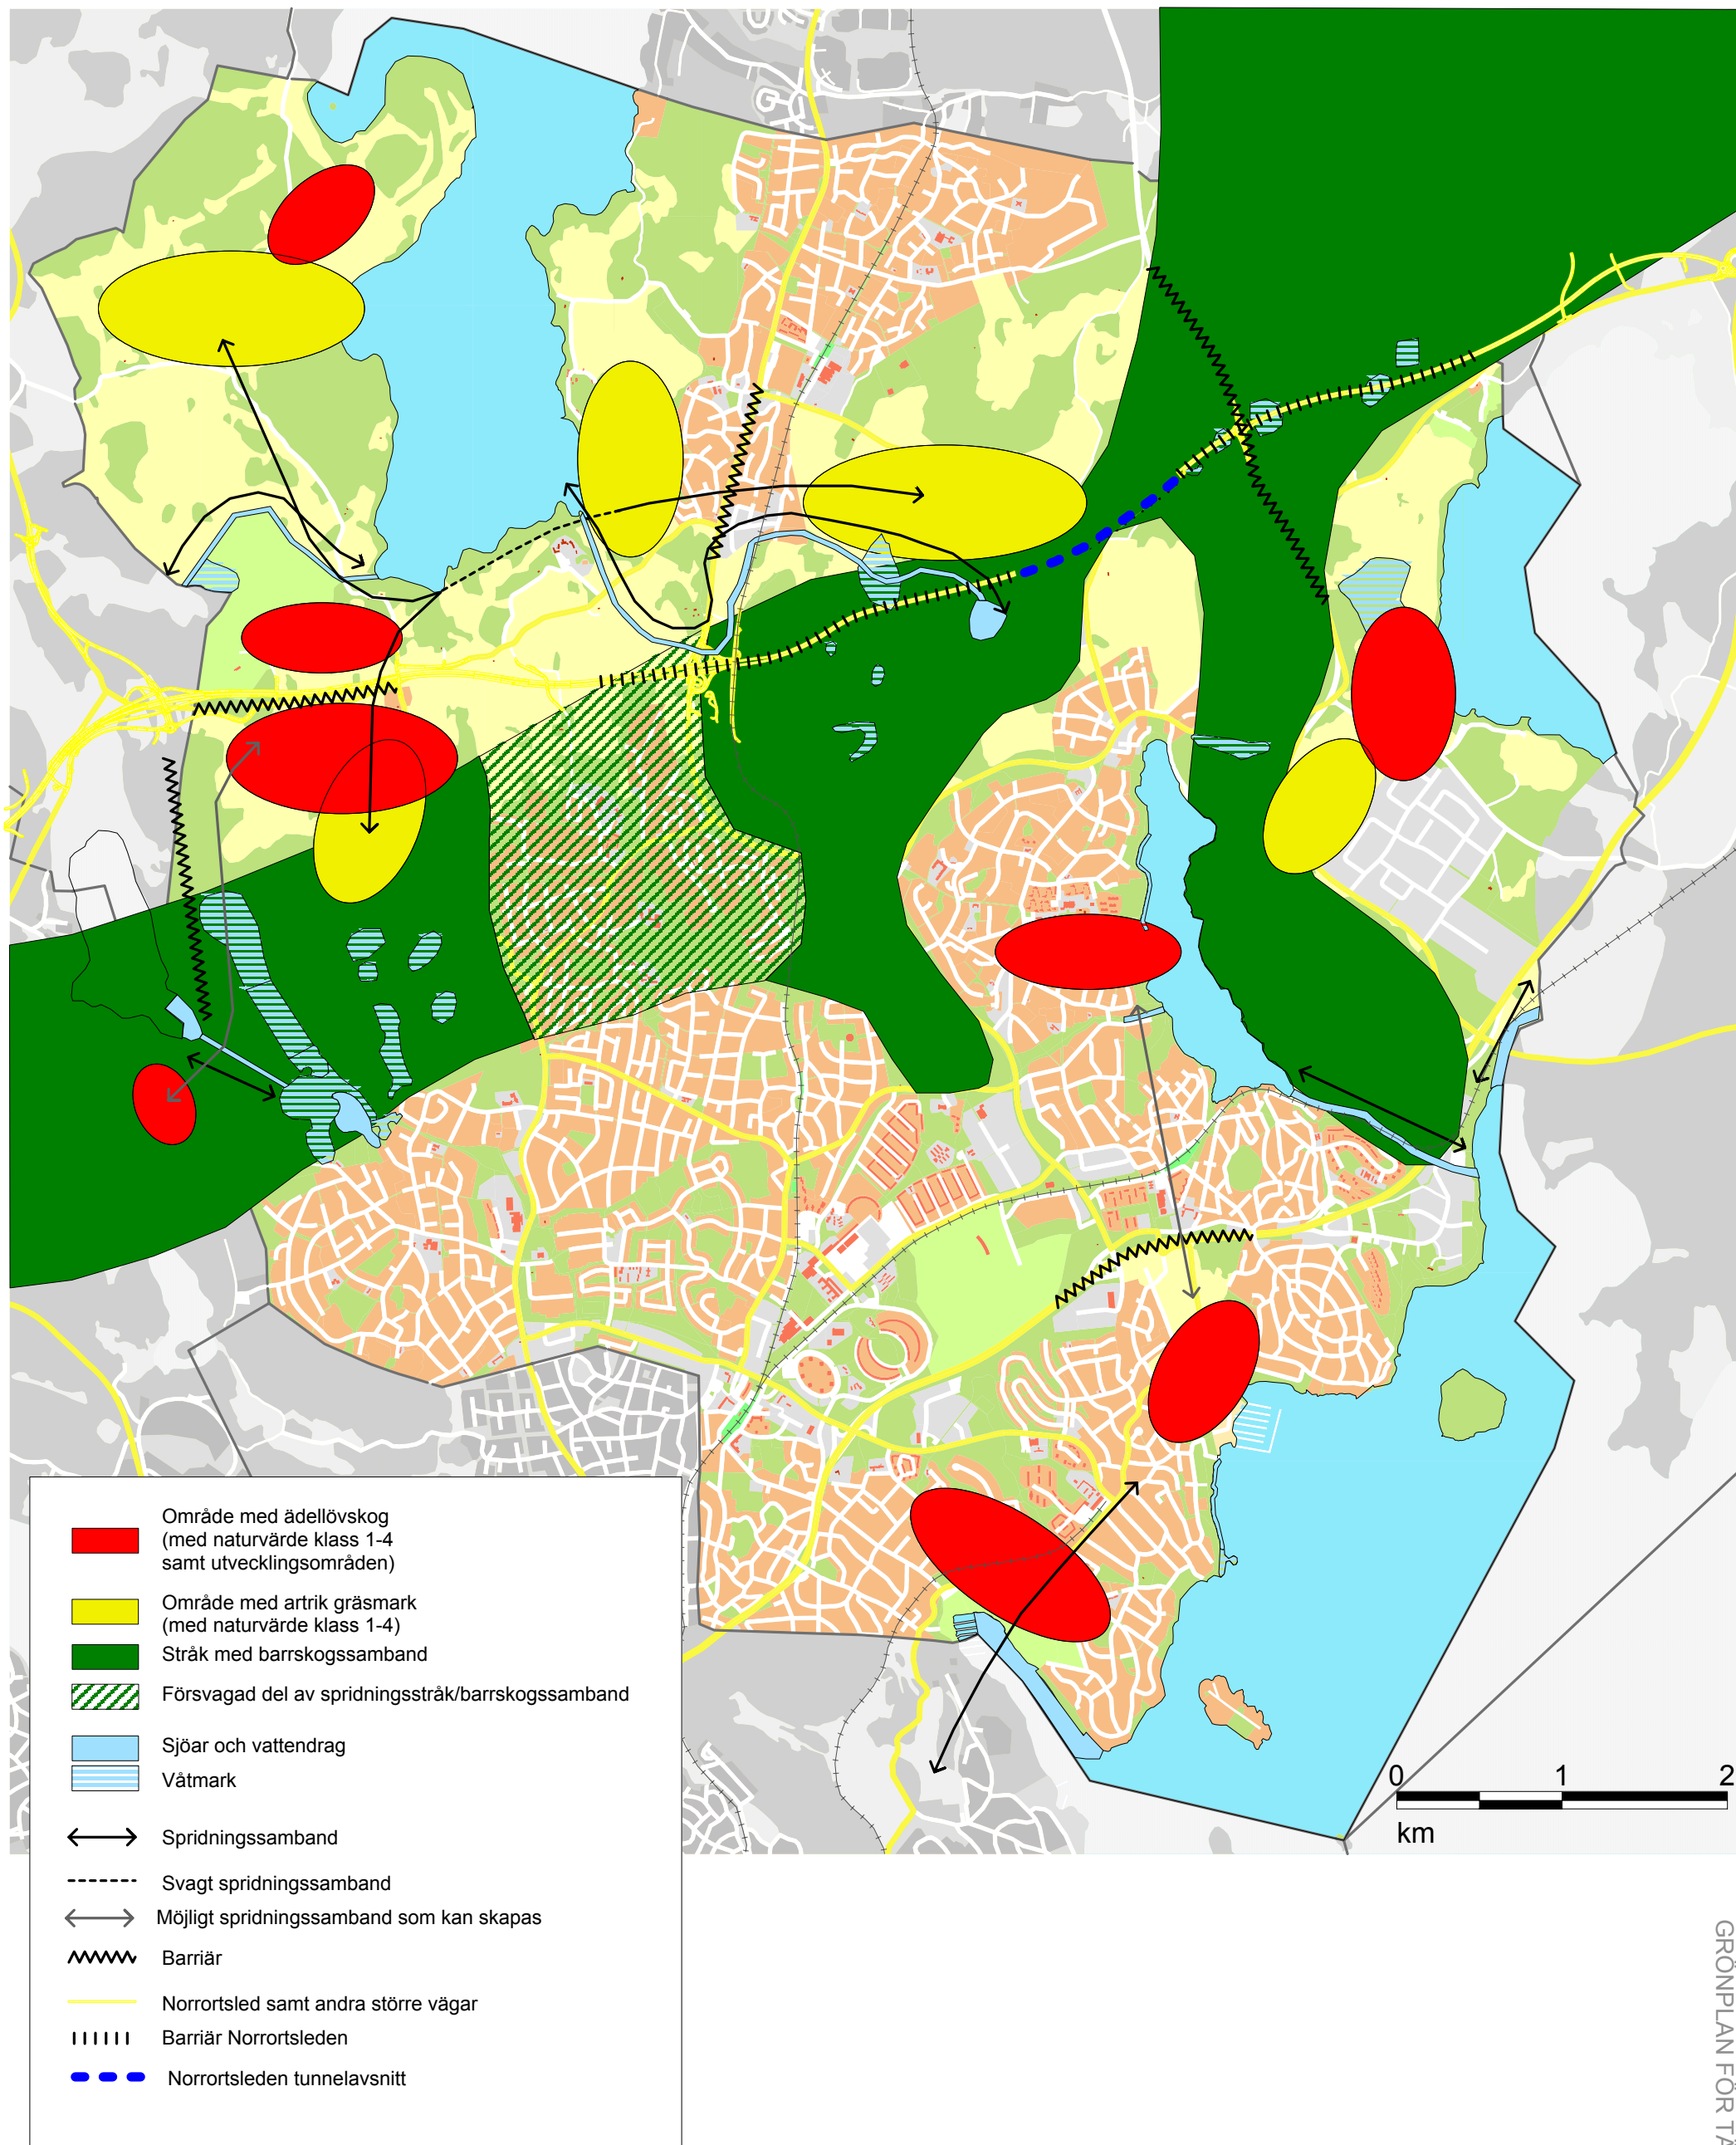 Område med ädellövskog
(med naturvärde klass 1-4
samt utvecklingsområden)
Område med artrik gräsmark
(med naturvärde klass 1-4)
Stråk med barrskogssamband
Försvagad del av spridningsstråk/barrskogssamband
Sjöar och vattendrag
Våtmark
Spridningssamband
Svagt spridningssamband
Möjligt spridningssamband som kan skapas
Barriär
Norrortsled samt andra större vägar
Barriär Norrortsleden
Norrortsleden tunnelavsnitt
0 1 2
km
GRÖNPLAN FÖR TÄ